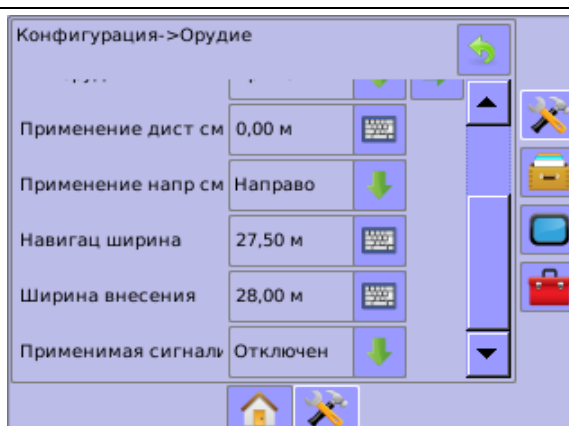 Конфигурация->Орудие
Применение дист см 0,00 м
Применение напр см Направо
Навигац ширина 27,50 м
Ширина внесения 28,00 м
Применимая сигнали Отключен